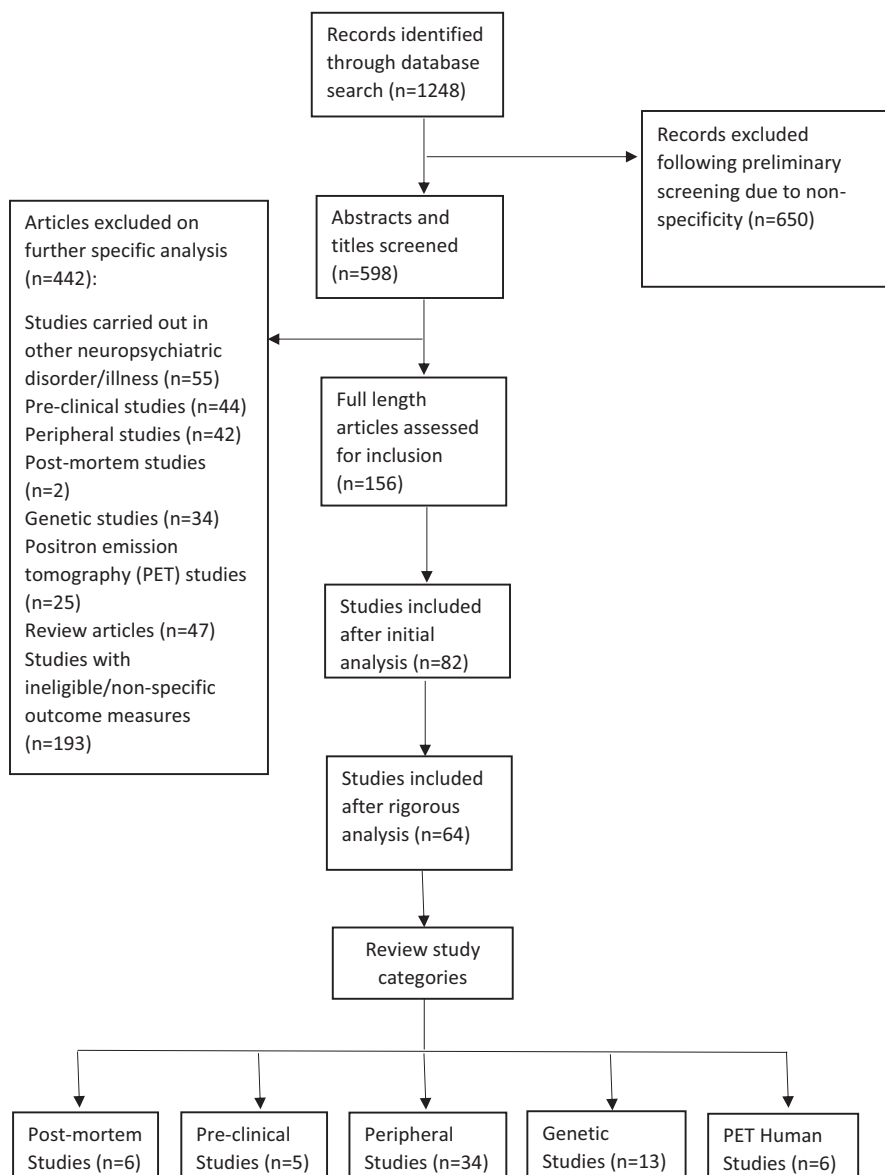 Records identified
through database
search (n=1248)
Records excluded
following preliminary
screening due to non-
specificity (n=650)
Abstracts and
titles screened
(n=598)
Articles excluded on
further specific analysis
(n=442):
Studies carried out in
other neuropsychiatric
disorder/illness (n=55)
Pre-clinical studies (n=44)
Peripheral studies (n=42)
Post-mortem studies
(n=2)
Genetic studies (n=34)
Positron emission
tomography (PET) studies
(n=25)
Review articles (n=47)
Studies with
ineligible/non-specific
outcome measures
(n=193)
Full length
articles assessed
for inclusion
(n=156)
Studies included
after initial
analysis (n=82)
Studies included
after rigorous
analysis (n=64)
Review study
categories
Post-mortem
Studies (n=6)
Pre-clinical
Studies (n=5)
Peripheral
Studies (n=34)
Genetic
Studies (n=13)
PET Human
Studies (n=6)